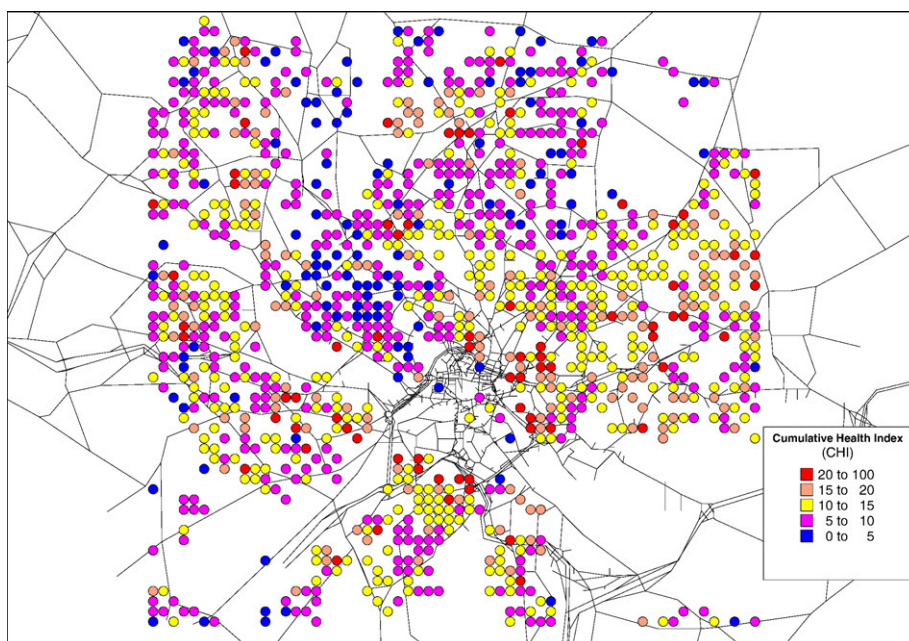 Cumulative Health Index
(CHI)
20 to 100
15 to 20
10 to 15
5 to 10
0 to 5